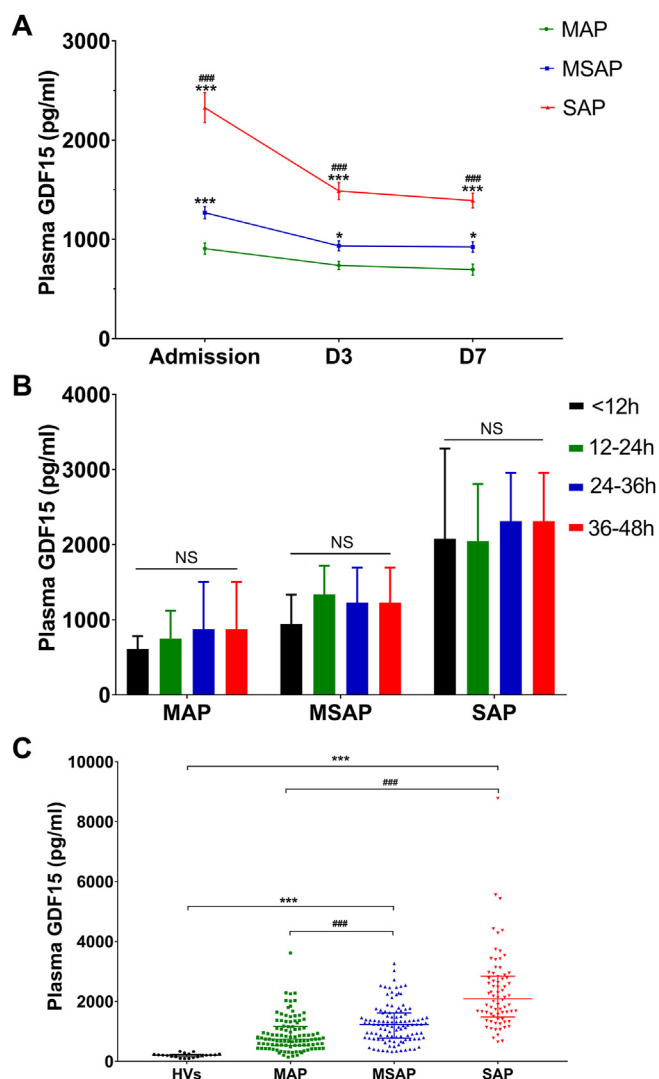 A
Plasma GDF15 (pg/ml)
3000
2000
1000
0
###
***
***
###
***
*
###
***
*
Admission D3 D7
MAP
MSAP
SAP
B
Plasma GDF15 (pg/ml)
4000
3000
2000
1000
0
NS
NS
NS
MAP MSAP SAP
<12h
12-24h
24-36h
36-48h
C
Plasma GDF15 (pg/ml)
10000
8000
6000
4000
2000
0
***
###
***
###
HVs MAP MSAP SAP